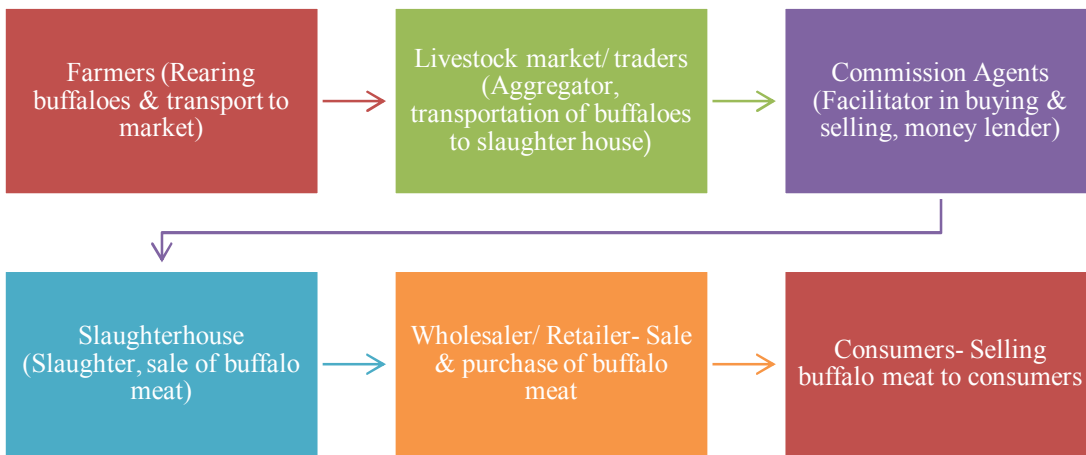 Farmers (Rearing
buffaloes & transport to
market)
Livestock market/ traders
(Aggregator,
transportation of buffaloes
to slaughter house)
Commission Agents
(Facilitator in buying &
selling, money lender)
Slaughterhouse
(Slaughter, sale of buffalo
meat)
Wholesaler/ Retailer- Sale
& purchase of buffalo
meat
Consumers- Selling
buffalo meat to consumers